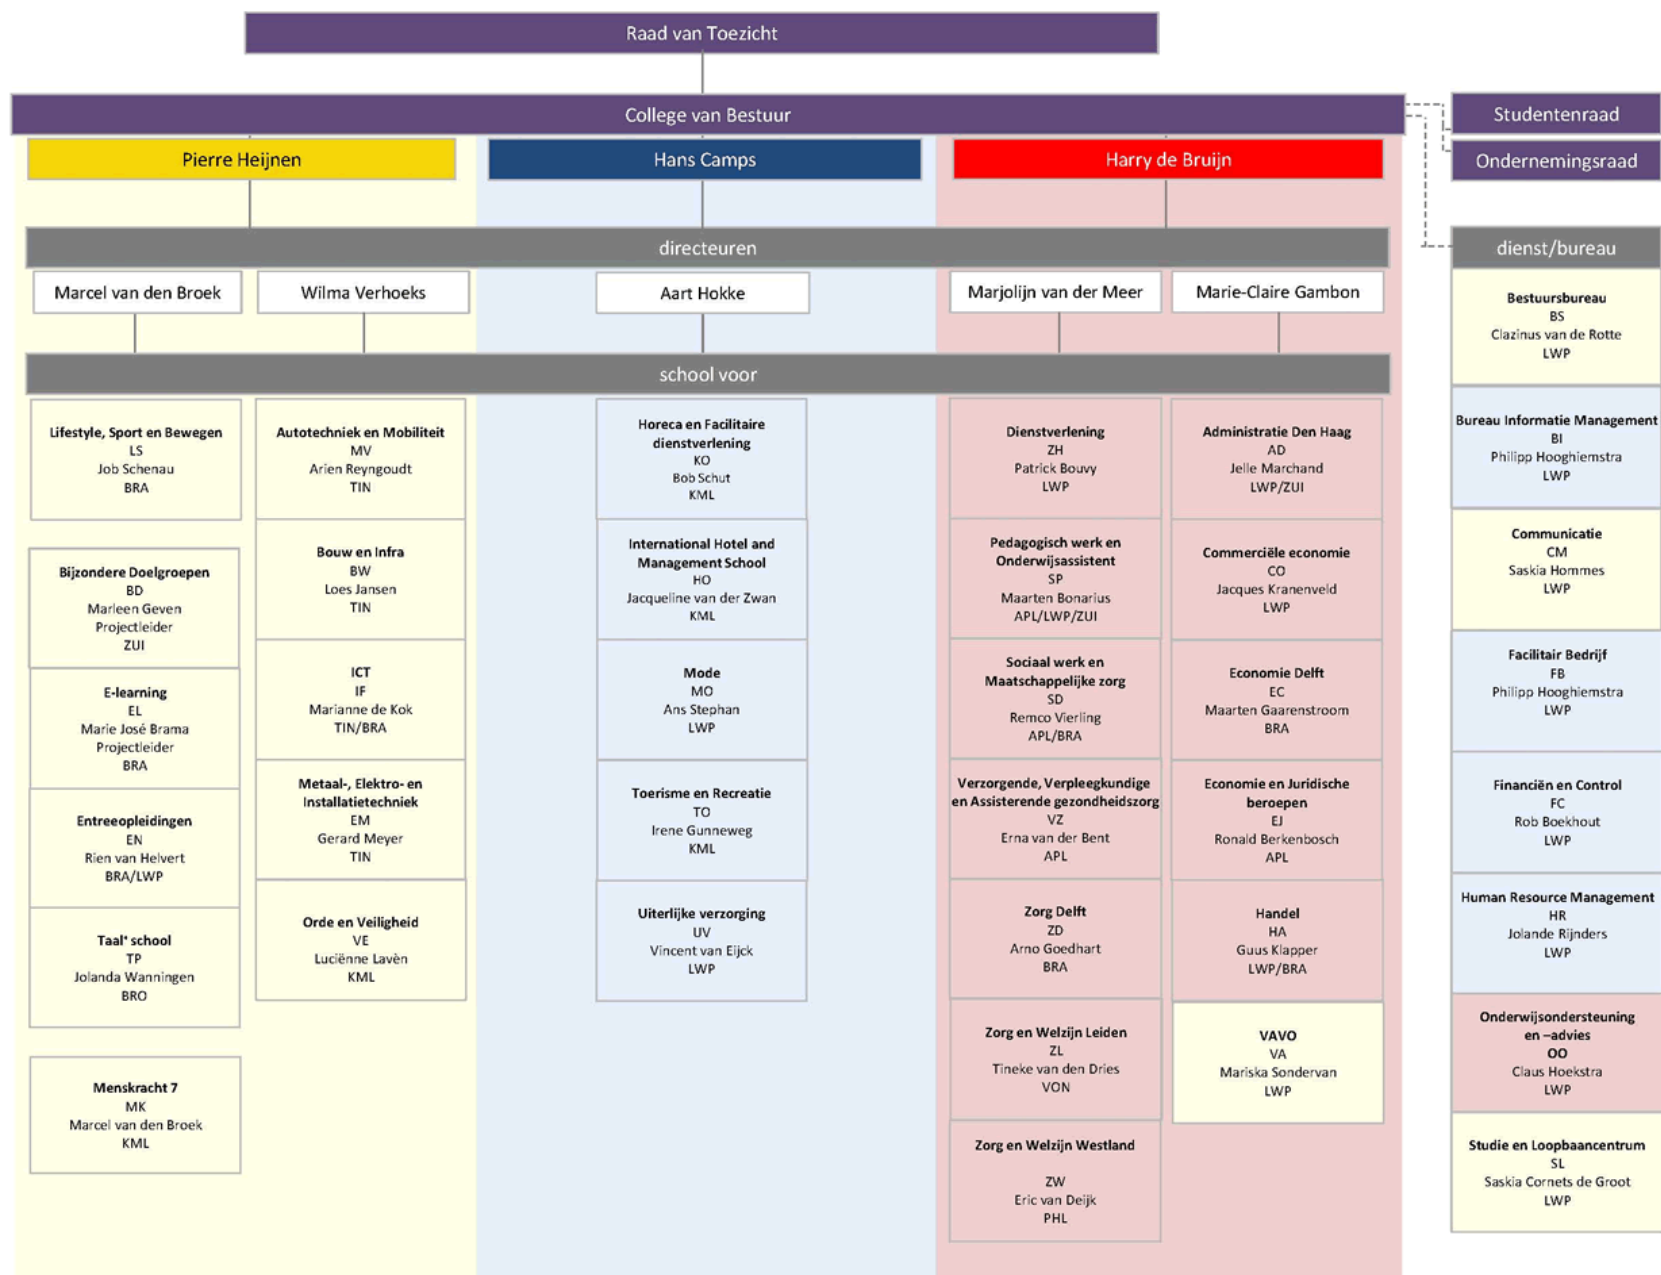 Raad van Toezicht
College van Bestuur
Studentenraad
Ondernemingsraad
Pierre Heijnen
Hans Camps
Harry de Bruijn
directeuren
dienst/bureau
Marcel van den Broek
Wilma Verhoeks
Aart Hokke
Marjolijn van der Meer
Marie-Claire Gambon
school voor
Lifestyle, Sport en Bewegen
LS
Job Schenau
BRA
Bijzondere Doelgroepen
BD
Marleen Geven
Projectleider
ZUI
E-learning
EL
Marie José Brama
Projectleider
BRA
Entreeopleidingen
EN
Rien van Helvert
BRA/LWP
Taal⁺ school
TP
Jolanda Wanningen
BRO
Menskracht 7
MK
Marcel van den Broek
KML
Autotechniek en Mobiliteit
MV
Arien Reyngoudt
TIN
Bouw en Infra
BW
Loes Jansen
TIN
ICT
IF
Marianne de Kok
TIN/BRA
Metaal-, Elektro- en
Installatietechniek
EM
Gerard Meyer
TIN
Orde en Veiligheid
VE
Luciënne Lavèn
KML
Horeca en Facilitaire
dienstverlening
KO
Bob Schut
KML
International Hotel and
Management School
HO
Jacqueline van der Zwan
KML
Mode
MO
Ans Stephan
LWP
Toerisme en Recreatie
TO
Irene Gunneweg
KML
Uiterlijke verzorging
UV
Vincent van Eijck
LWP
Dienstverlening
ZH
Patrick Bouvy
LWP
Pedagogisch werk en
Onderwijsassistent
SP
Maarten Bonarius
APL/LWP/ZUI
Sociaal werk en
Maatschappelijke zorg
SD
Remco Vierling
APL/BRA
Verzorgende, Verpleegkundige
en Assisterende gezondheidszorg
VZ
Erna van der Bent
APL
Zorg Delft
ZD
Arno Goedhart
BRA
Zorg en Welzijn Leiden
ZL
Tineke van den Dries
VON
Zorg en Welzijn Westland
ZW
Eric van Deijk
PHL
Administratie Den Haag
AD
Jelle Marchand
LWP/ZUI
Commerciële economie
CO
Jacques Kranenveld
LWP
Economie Delft
EC
Maarten Gaarenstroom
BRA
Economie en Juridische
beroepen
EJ
Ronald Berkenbosch
APL
Handel
HA
Guus Klapper
LWP/BRA
VAVO
VA
Mariska Sondervan
LWP
Bestuursbureau
BS
Clazinus van de Rotte
LWP
Bureau Informatie Management
BI
Philipp Hooghiemstra
LWP
Communicatie
CM
Saskia Hommes
LWP
Facilitair Bedrijf
FB
Philipp Hooghiemstra
LWP
Financiën en Control
FC
Rob Boekhout
LWP
Human Resource Management
HR
Jolande Rijnders
LWP
Onderwijsondersteuning
en –advies
OO
Claus Hoekstra
LWP
Studie en Loopbaancentrum
SL
Saskia Cornets de Groot
LWP